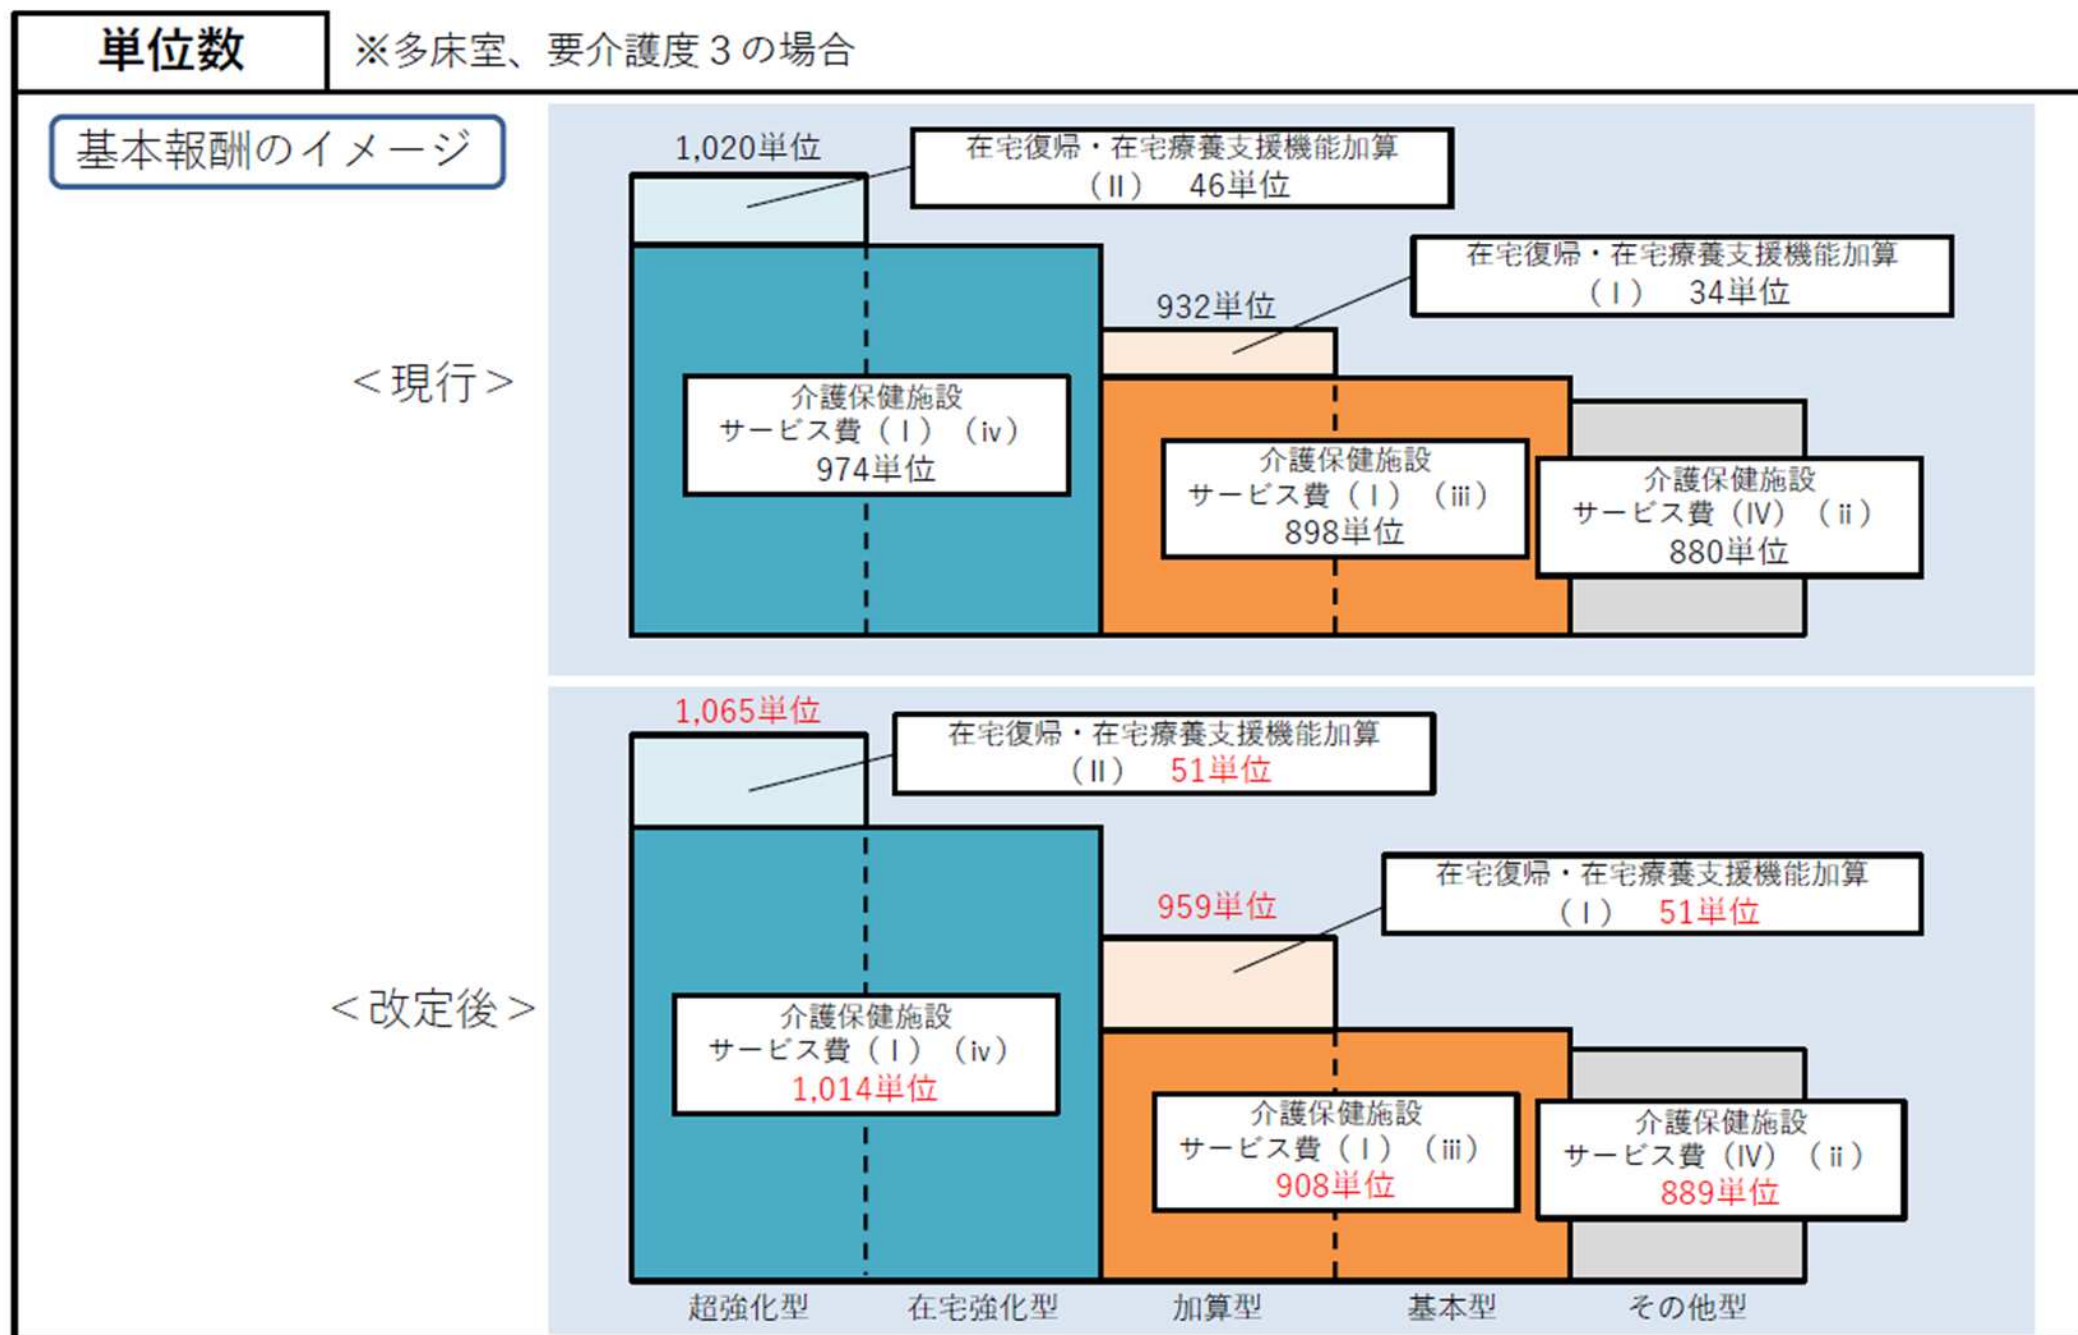 単位数
※多床室、要介護度３の場合
基本報酬のイメージ
1,020単位
在宅復帰・在宅療養支援機能加算
（Ⅱ）　46単位
在宅復帰・在宅療養支援機能加算
（Ⅰ）　34単位
932単位
＜現行＞
介護保健施設
サービス費（Ⅰ）（ⅳ）
974単位
介護保健施設
サービス費（Ⅰ）（ⅲ）
898単位
介護保健施設
サービス費（Ⅳ）（ⅱ）
880単位
1,065単位
在宅復帰・在宅療養支援機能加算
（Ⅱ）　51単位
在宅復帰・在宅療養支援機能加算
（Ⅰ）　51単位
959単位
＜改定後＞
介護保健施設
サービス費（Ⅰ）（ⅳ）
1,014単位
介護保健施設
サービス費（Ⅰ）（ⅲ）
908単位
介護保健施設
サービス費（Ⅳ）（ⅱ）
889単位
超強化型　在宅強化型　加算型　基本型　その他型